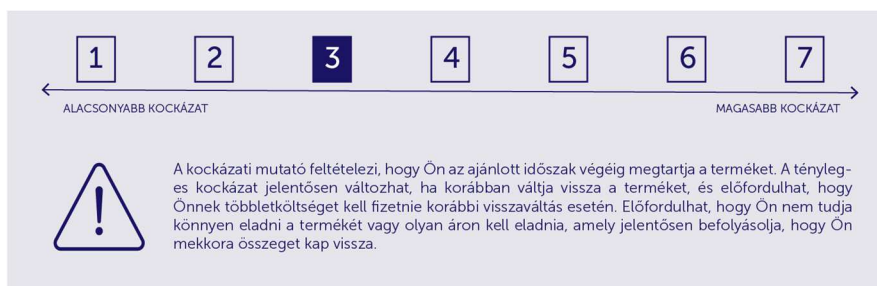 1 2 3 4 5 6 7
ALACSONYABB KOCKÁZAT MAGASABB KOCKÁZAT
A kockázati mutató feltételezi, hogy Ön az ajánlott időszak végéig megtartja a terméket. A tényleg-
es kockázat jelentősen változhat, ha korábban váltja vissza a terméket, és előfordulhat, hogy
Önnek többletköltséget kell fizetnie korábbi visszaváltás esetén. Előfordulhat, hogy Ön nem tudja
könnyen eladni a termékét vagy olyan áron kell eladnia, amely jelentősen befolyásolja, hogy Ön
mekkora összeget kap vissza.